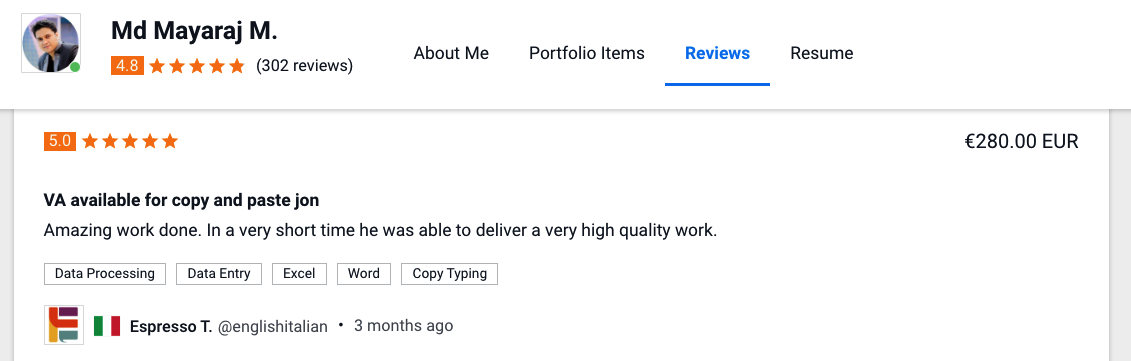 Md Mayaraj M.
4.8 (302 reviews)
About Me Portfolio Items Reviews Resume
5.0 €280.00 EUR
VA available for copy and paste jon
Amazing work done. In a very short time he was able to deliver a very high quality work.
Data Processing Data Entry Excel Word Copy Typing
Espresso T. @englishitalian • 3 months ago